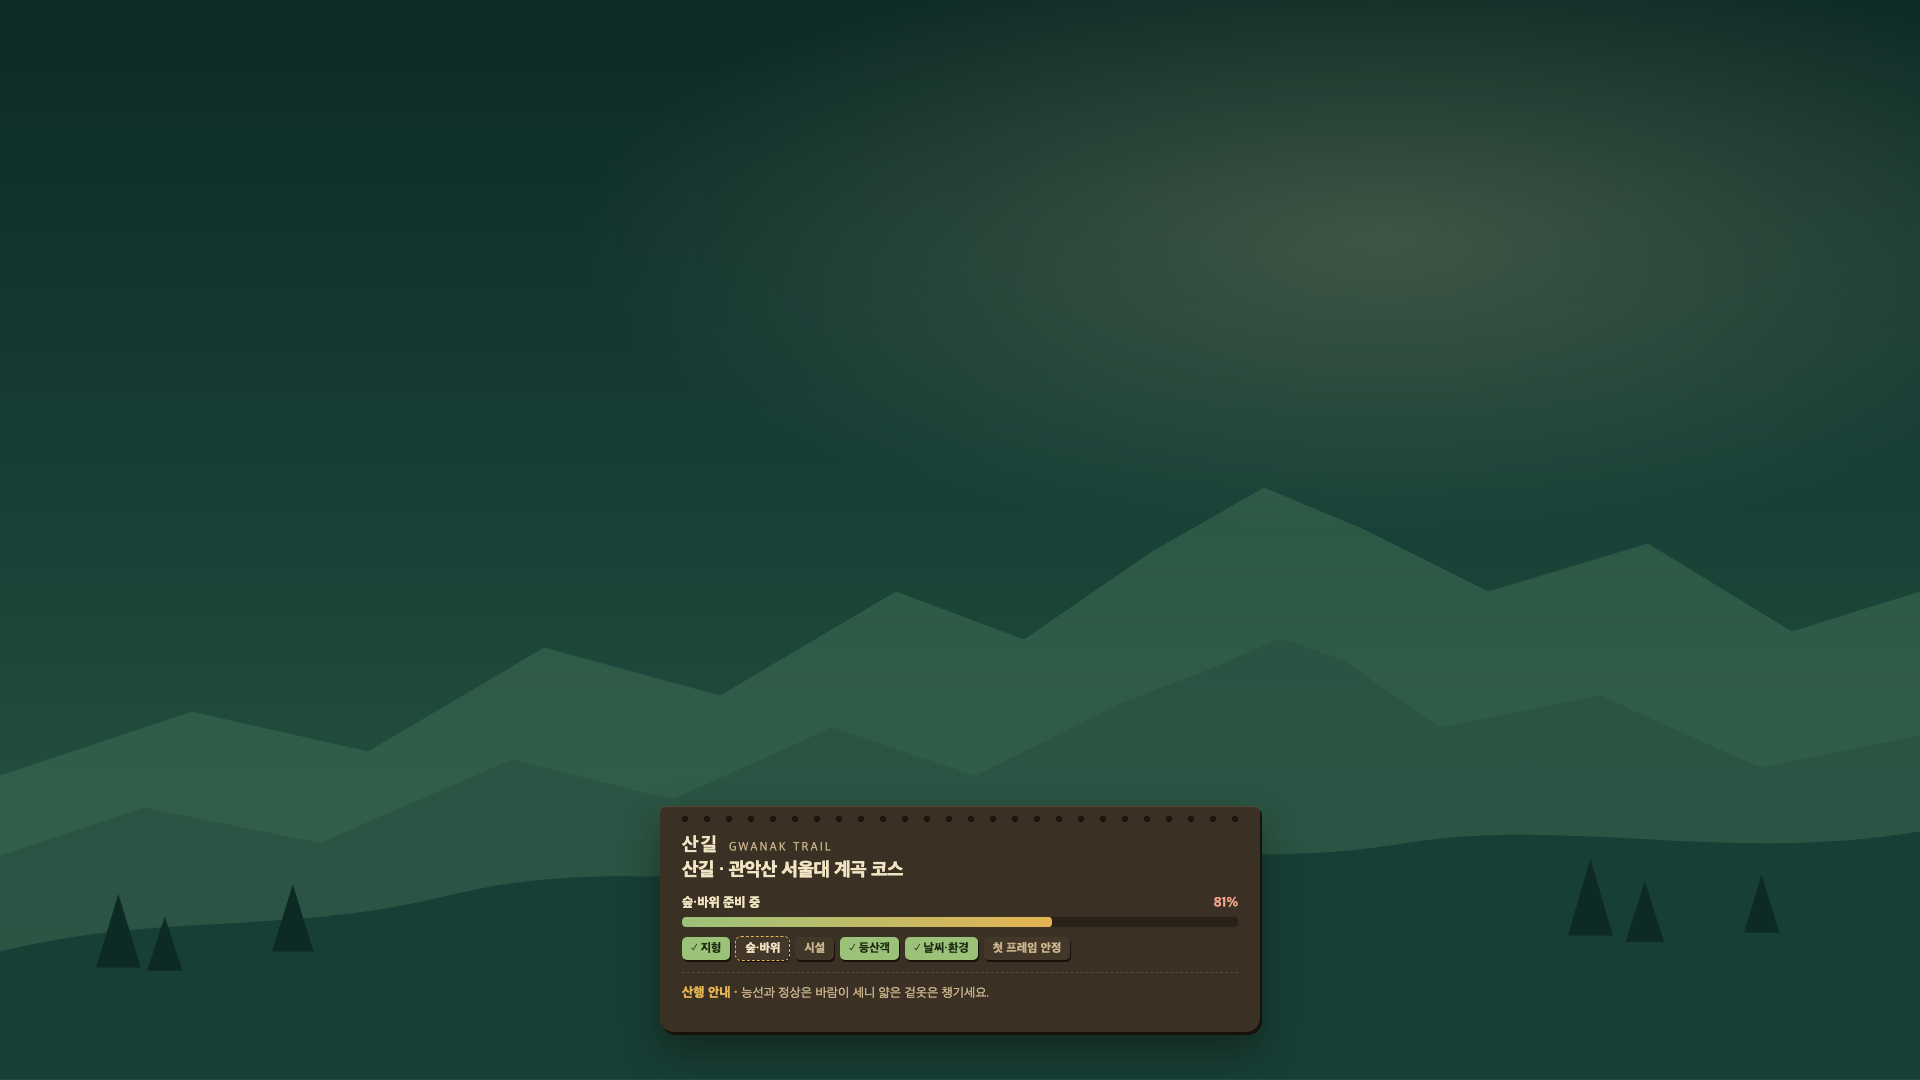 산길 GWANAK TRAIL
산길 · 관악산 서울대 계곡 코스
숲·바위 준비 중 81%
✓ 지형 숲·바위 시설 ✓ 등산객 ✓ 날씨·환경 첫 프레임 안정
산행 안내 · 능선과 정상은 바람이 세니 얇은 겉옷은 챙기세요.